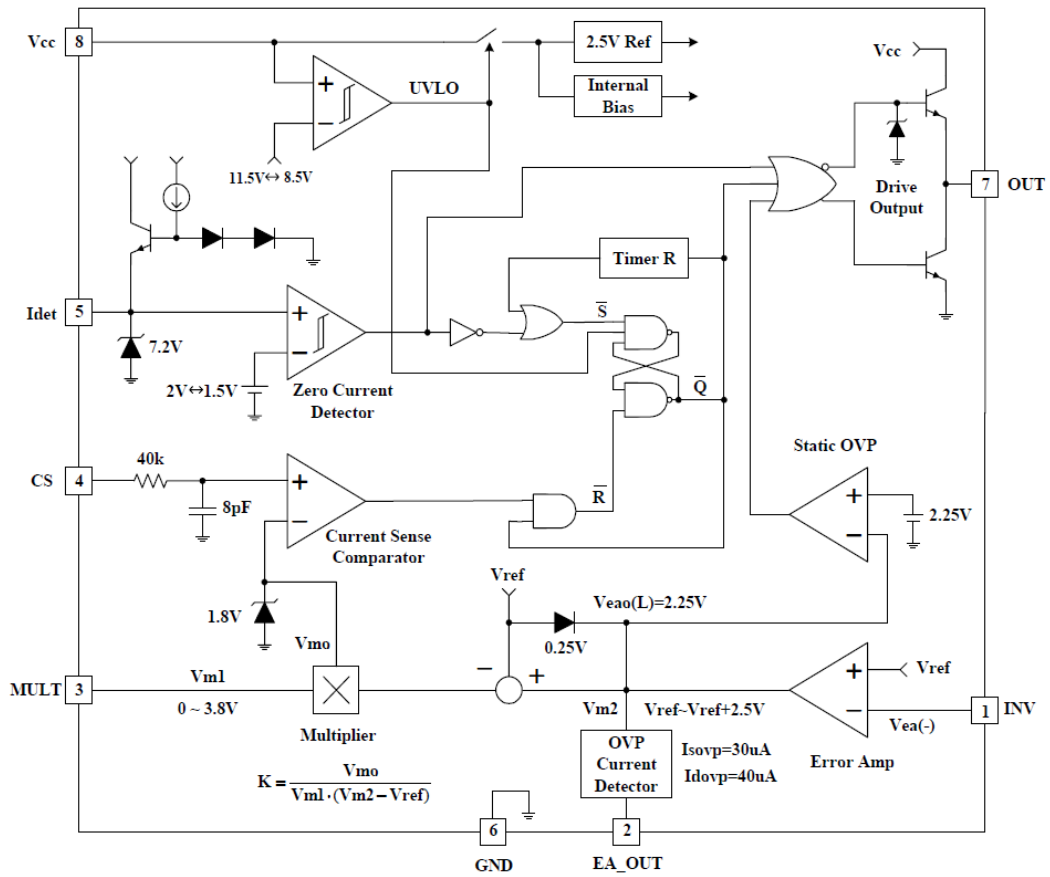 Vcc
8
2.5V Ref
Vcc
UVLO
Internal
Bias
+
−
11.5V↔8.5V
Drive
Output
7
OUT
Timer R
Idet
5
+
−
S̅
7.2V
2V↔1.5V
Zero Current
Detector
Q̅
Static OVP
40k
CS
4
+
−
8pF
R̅
+
−
2.25V
Current Sense
Comparator
Vref
Veao(L)=2.25V
1.8V
0.25V
Vmo
−
+
+
−
Vref
MULT
3
Vm1
0 ~ 3.8V
Vm2
Vref~Vref+2.5V
1
INV
Vea(-)
Multiplier
OVP
Current
Detector
Isovp=30uA
Idovp=40uA
Error Amp
K = Vmo / Vm1·(Vm2−Vref)
6
GND
2
EA_OUT